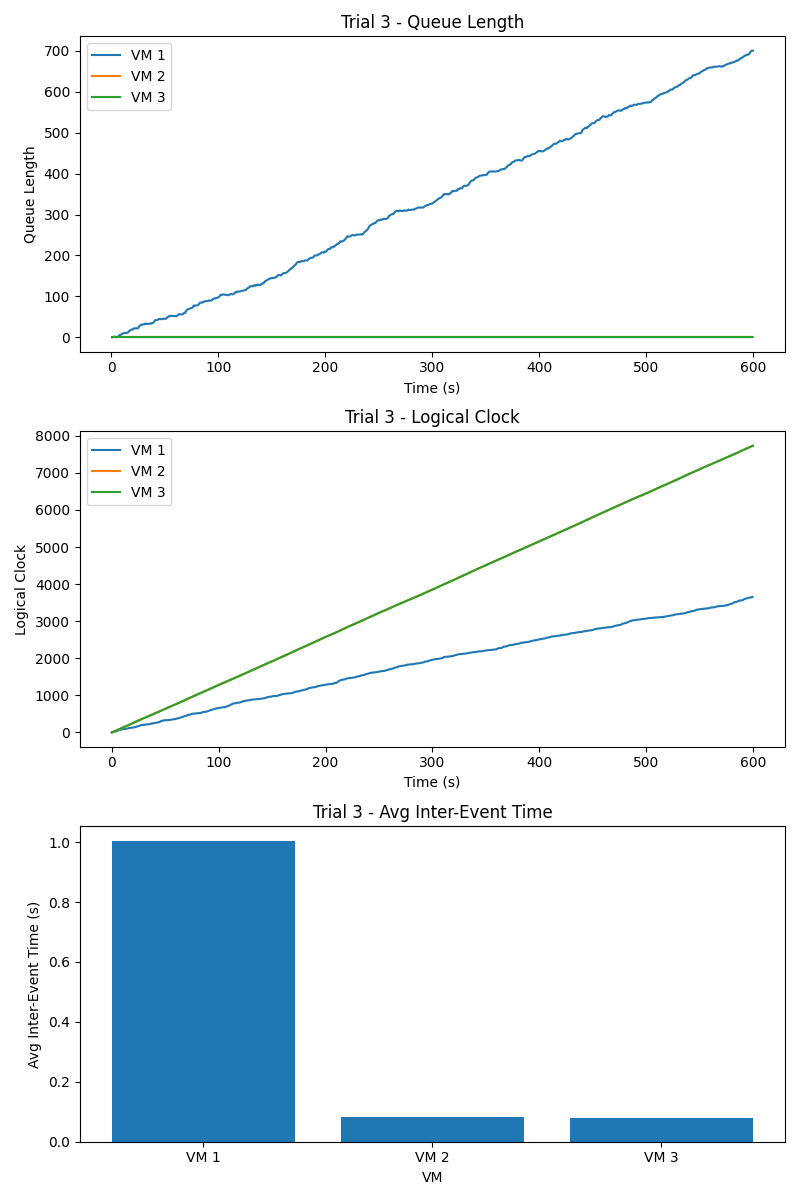 Trial 3 - Queue Length
700
600
500
400
300
200
100
0
Queue Length
VM 1
VM 2
VM 3
0 100 200 300 400 500 600
Time (s)
Trial 3 - Logical Clock
8000
7000
6000
5000
4000
3000
2000
1000
0
Logical Clock
VM 1
VM 2
VM 3
0 100 200 300 400 500 600
Time (s)
Trial 3 - Avg Inter-Event Time
1.0
0.8
0.6
0.4
0.2
0.0
Avg Inter-Event Time (s)
VM 1 VM 2 VM 3
VM